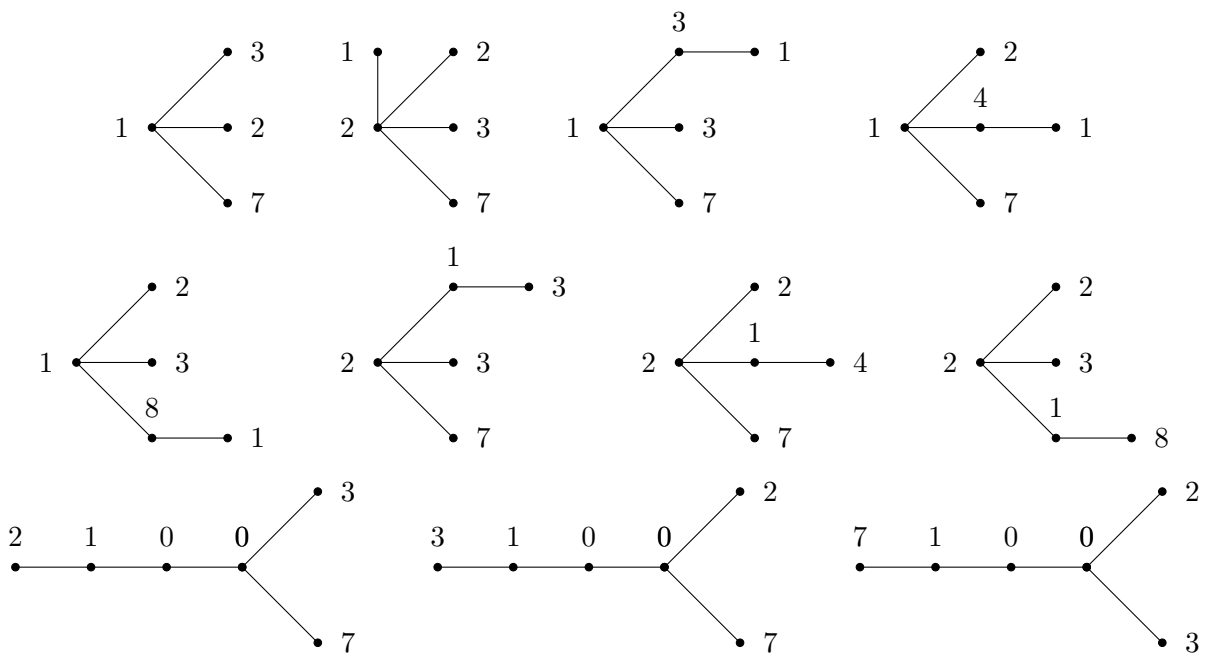 3 1
1 3 2 2
4
1 2 2 3 1 3 1 1
7 7 7 7
1
2 3 2 2
1
1 3 2 3 2 4 2 3
8 1
1 7 7 8
3 2 2
2 1 0 0 3 1 0 0 7 1 0 0
7 7 3